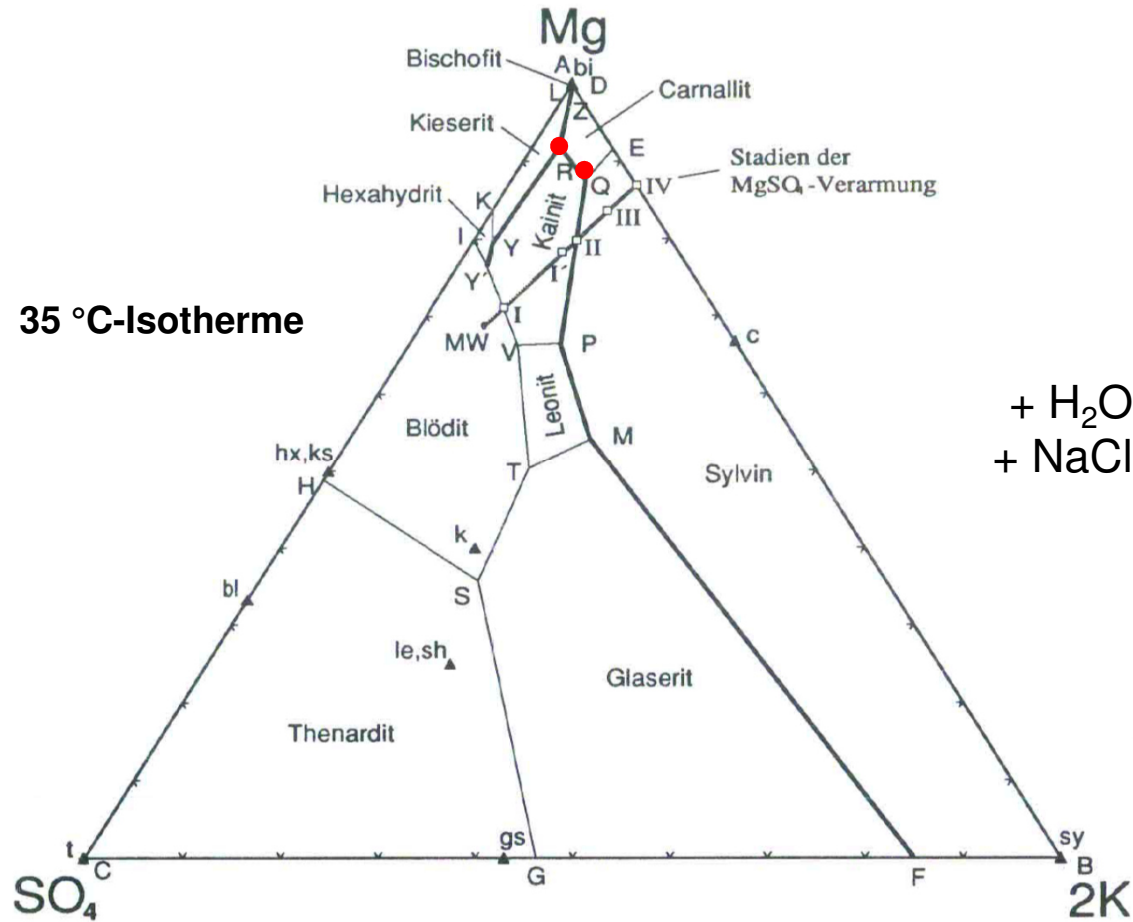 Mg
A bi
Bischofit
L
D
Z
Carnallit
Kieserit
E
R
Q
IV
Stadien der
MgSO4-Verarmung
Hexahydrit
K
III
Kainit
I
Y
II
Y´
I´
I
35 °C-Isotherme
MW
V
P
c
Leonit
+ H₂O
Blödit
M
+ NaCl
hx,ks
T
Sylvin
H
k
bl
S
le,sh
Glaserit
Thenardit
t
gs
sy
C
G
F
B
SO₄
2K